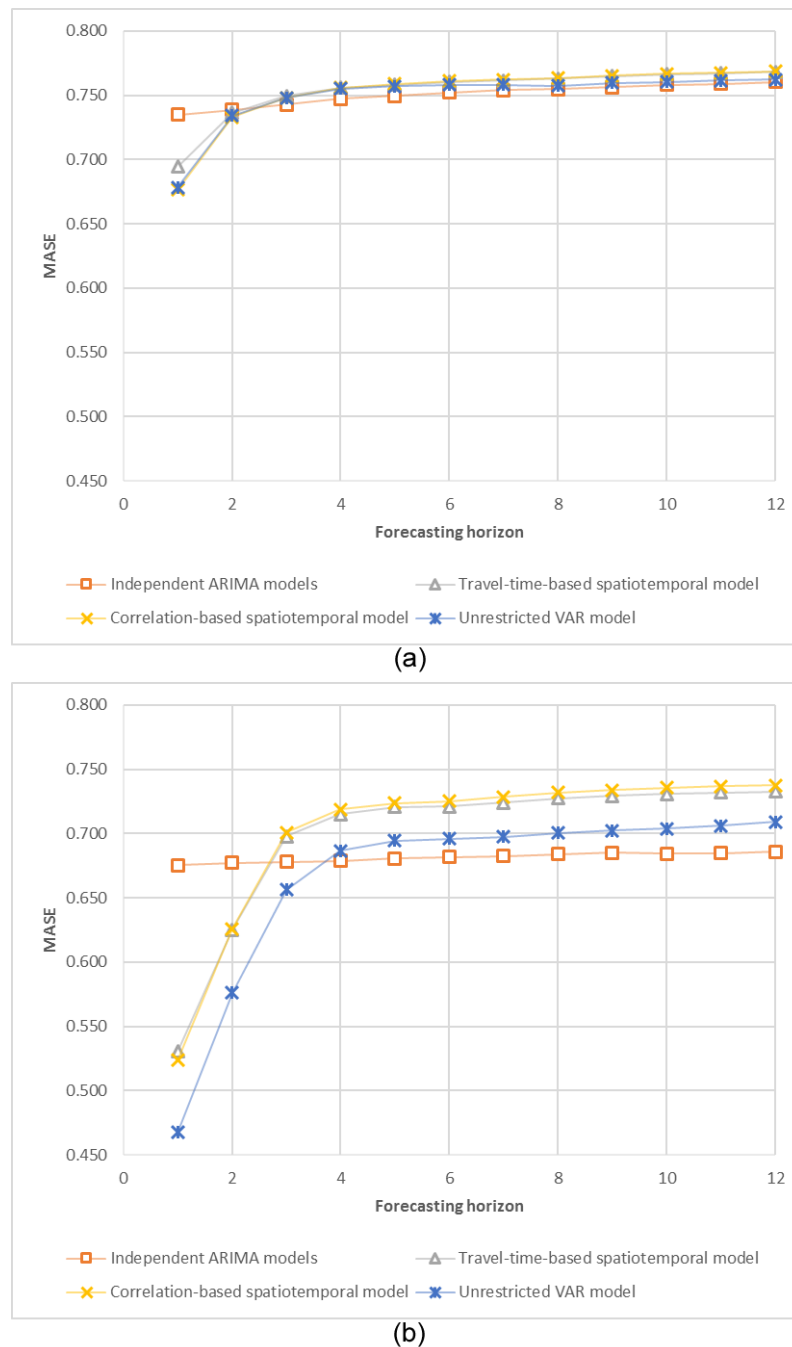 0.800
0.750
0.700
0.650
0.600
0.550
0.500
0.450
MASE
0 2 4 6 8 10 12
Forecasting horizon
Independent ARIMA models Travel-time-based spatiotemporal model
Correlation-based spatiotemporal model Unrestricted VAR model
(a)
0.800
0.750
0.700
0.650
0.600
0.550
0.500
0.450
MASE
0 2 4 6 8 10 12
Forecasting horizon
Independent ARIMA models Travel-time-based spatiotemporal model
Correlation-based spatiotemporal model Unrestricted VAR model
(b)